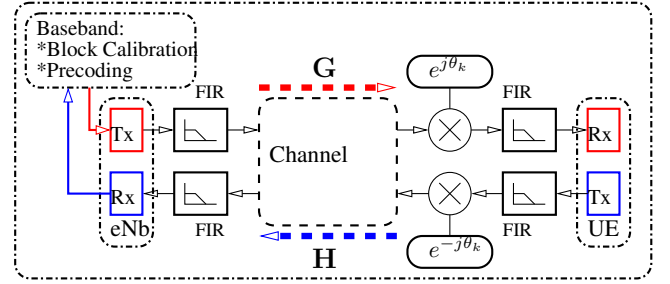 Baseband:
*Block Calibration
*Precoding
G
e^{jθ_k}
FIR
FIR
Tx
Channel
Rx
Rx
Tx
eNb
FIR
FIR
UE
H
e^{-jθ_k}